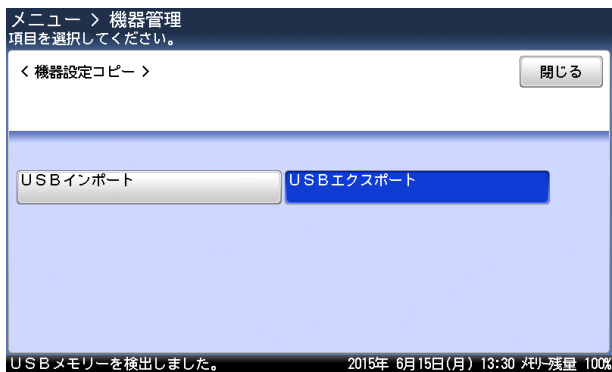 メニュー > 機器管理
項目を選択してください。
< 機器設定コピー >
閉じる
USBインポート
USBエクスポート
USBメモリーを検出しました。
2015年 6月15日(月) 13:30 メモリー残量 100%